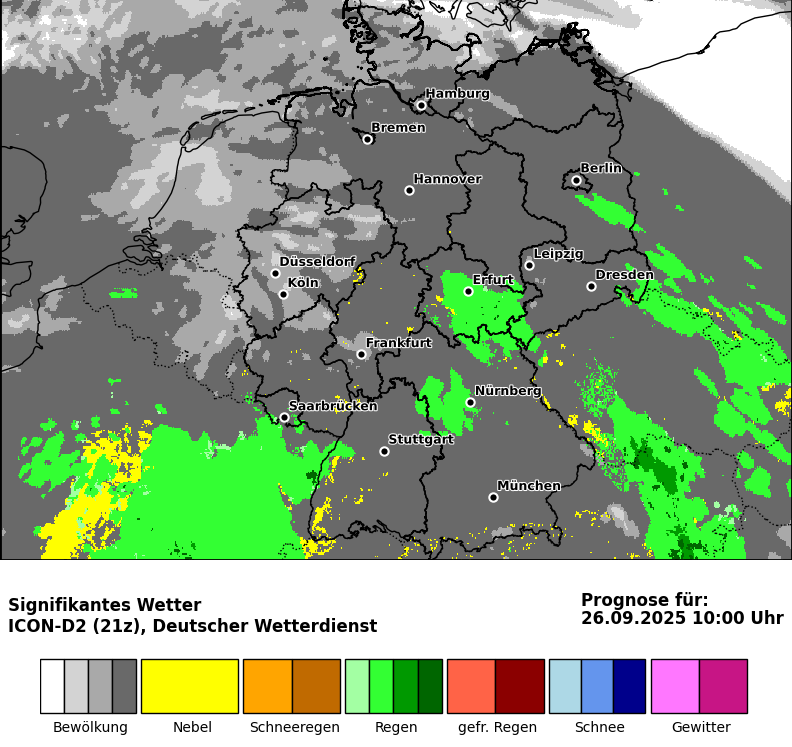 Hamburg
Bremen
Berlin
Hannover
Leipzig
Düsseldorf
Dresden
Erfurt
Köln
Frankfurt
Nürnberg
Saarbrücken
Stuttgart
München
Signifikantes Wetter
ICON-D2 (21z), Deutscher Wetterdienst
Prognose für:
26.09.2025 10:00 Uhr
Bewölkung Nebel Schneeregen Regen gefr. Regen Schnee Gewitter